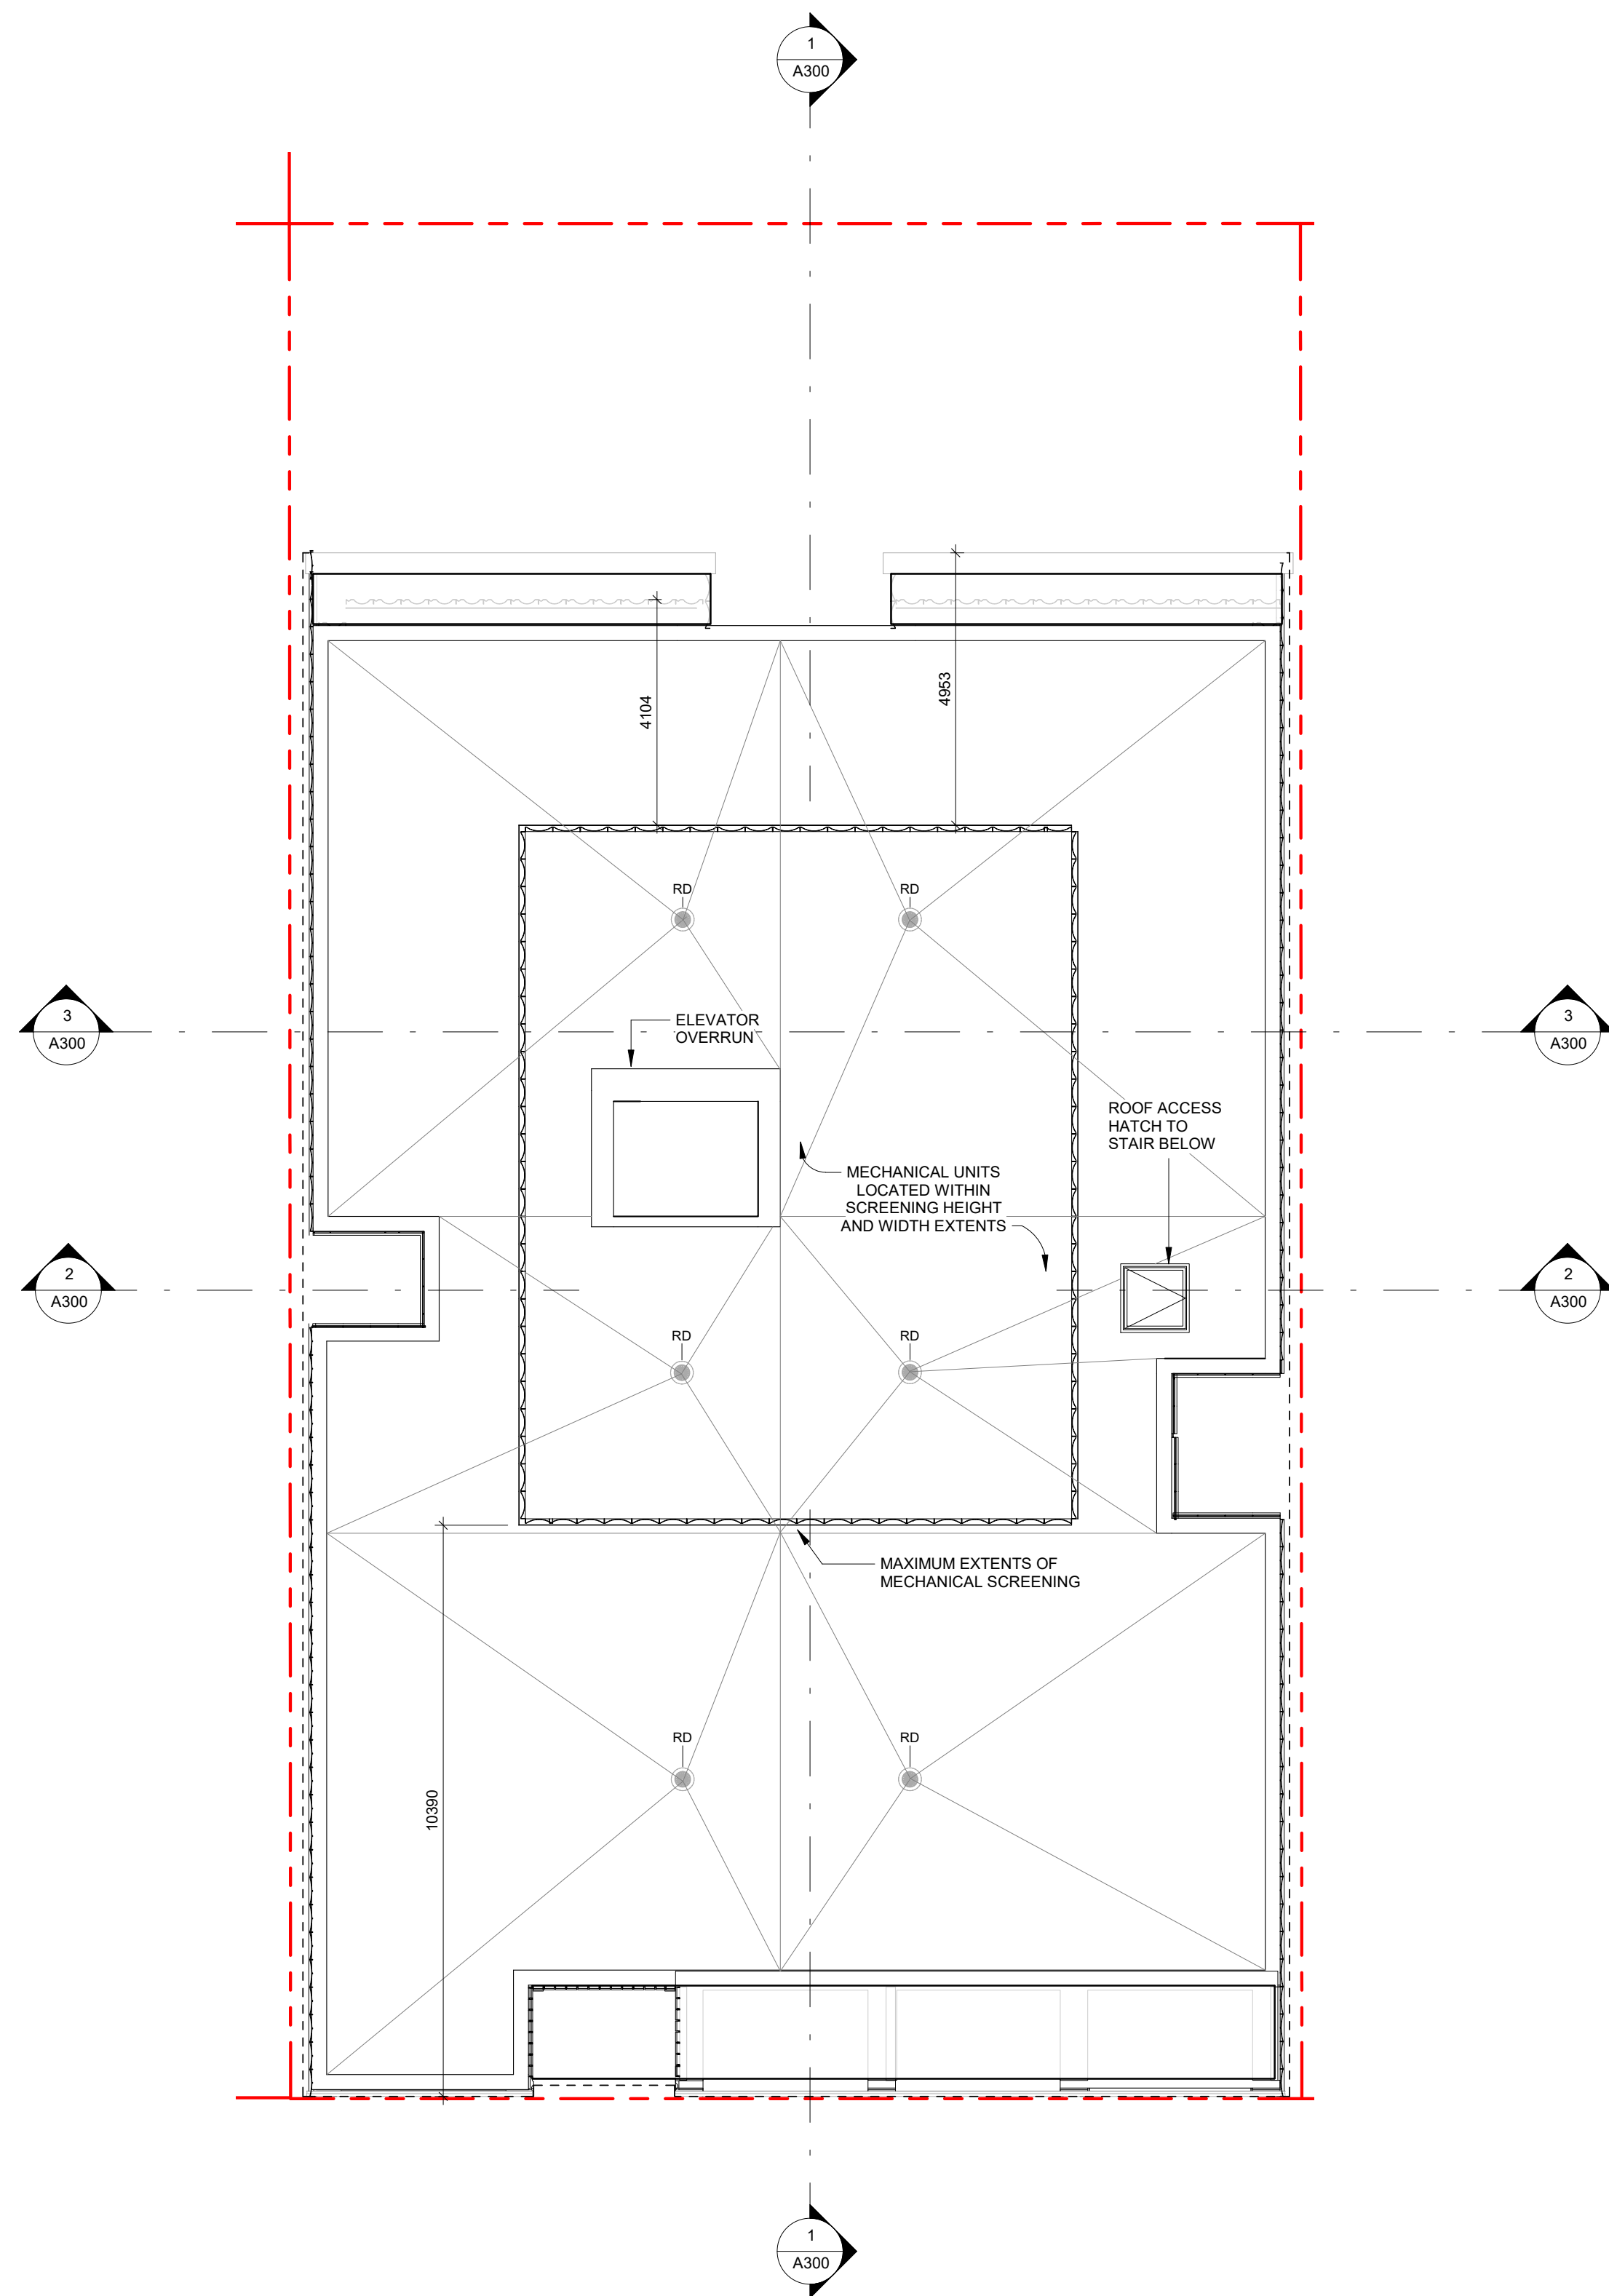 1
A300
4104
4953
RD
RD
3
A300
ELEVATOR
OVERRUN
3
A300
ROOF ACCESS
HATCH TO
STAIR BELOW
MECHANICAL UNITS
LOCATED WITHIN
SCREENING HEIGHT
AND WIDTH EXTENTS
2
A300
2
A300
RD
RD
MAXIMUM EXTENTS OF
MECHANICAL SCREENING
RD
RD
10390
1
A300